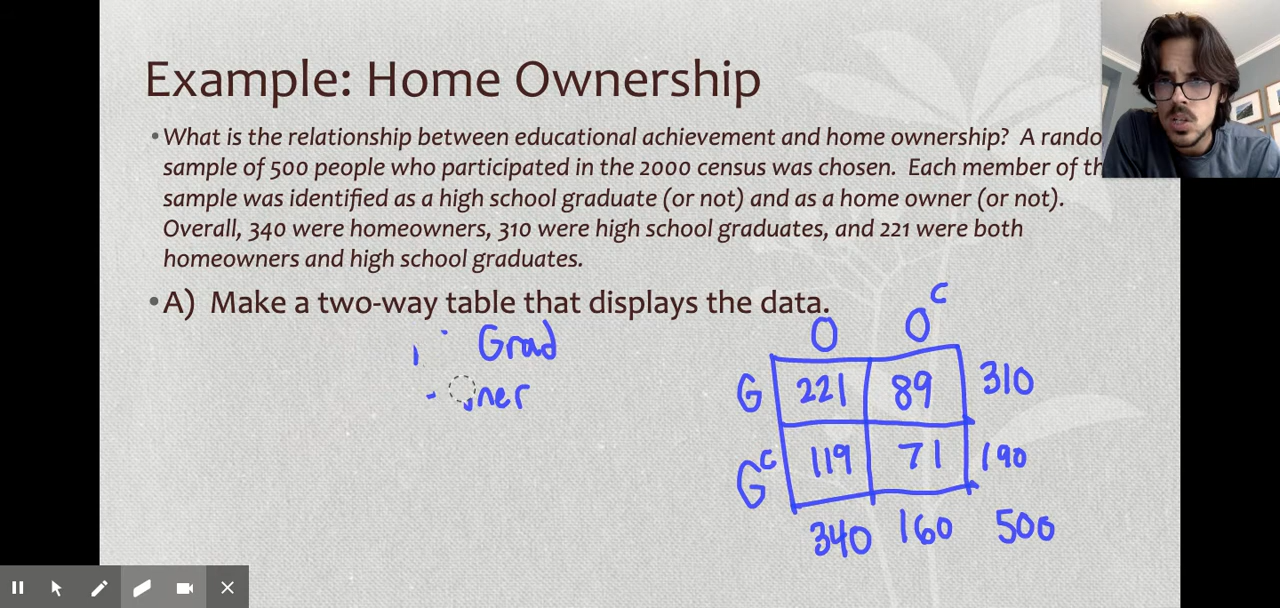 Example: Home Ownership
•What is the relationship between educational achievement and home ownership? A rando
sample of 500 people who participated in the 2000 census was chosen. Each member of th
sample was identified as a high school graduate (or not) and as a home owner (or not).
Overall, 340 were homeowners, 310 were high school graduates, and 221 were both
homeowners and high school graduates.
•A) Make a two-way table that displays the data.
Grad
ner
O O^c
G 221 89 310
G^c 119 71 190
340 160 500